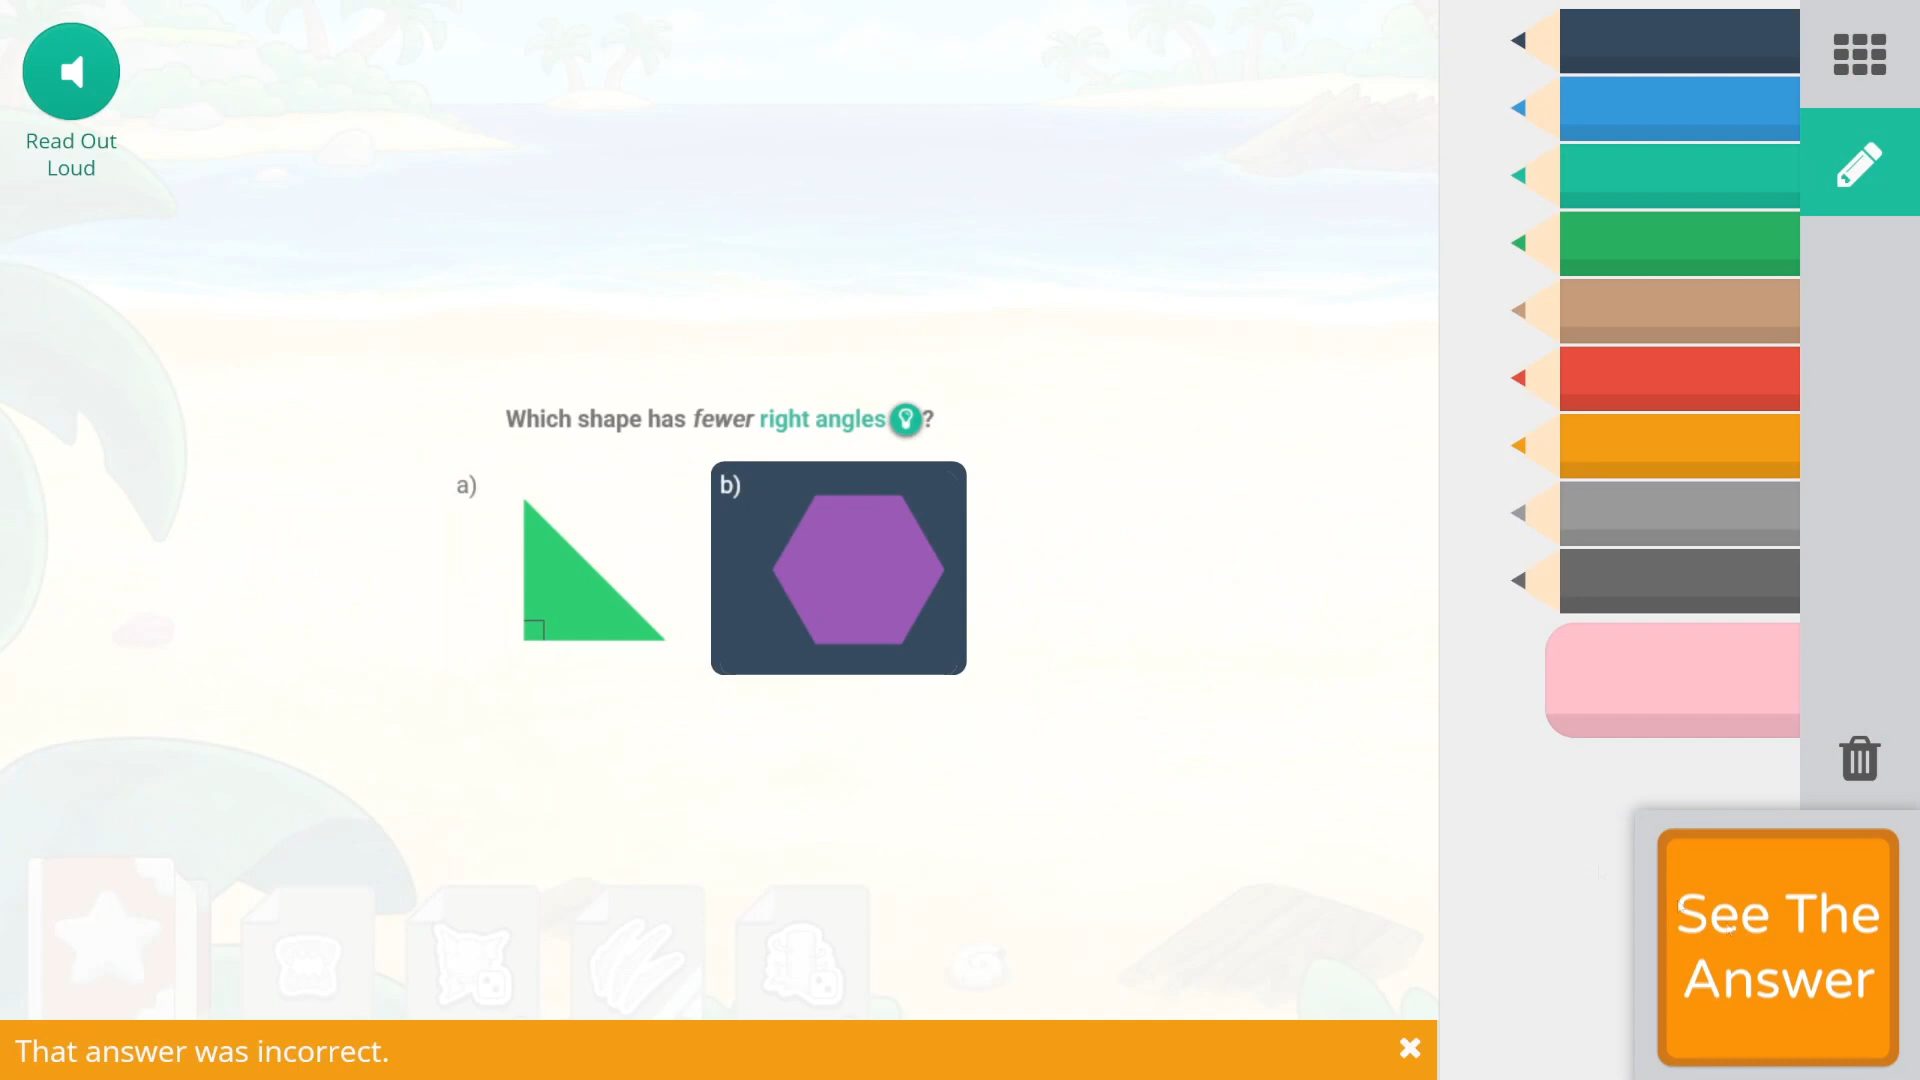 Read Out
Loud
Which shape has fewer right angles?
a)
b)
See The
Answer
That answer was incorrect.